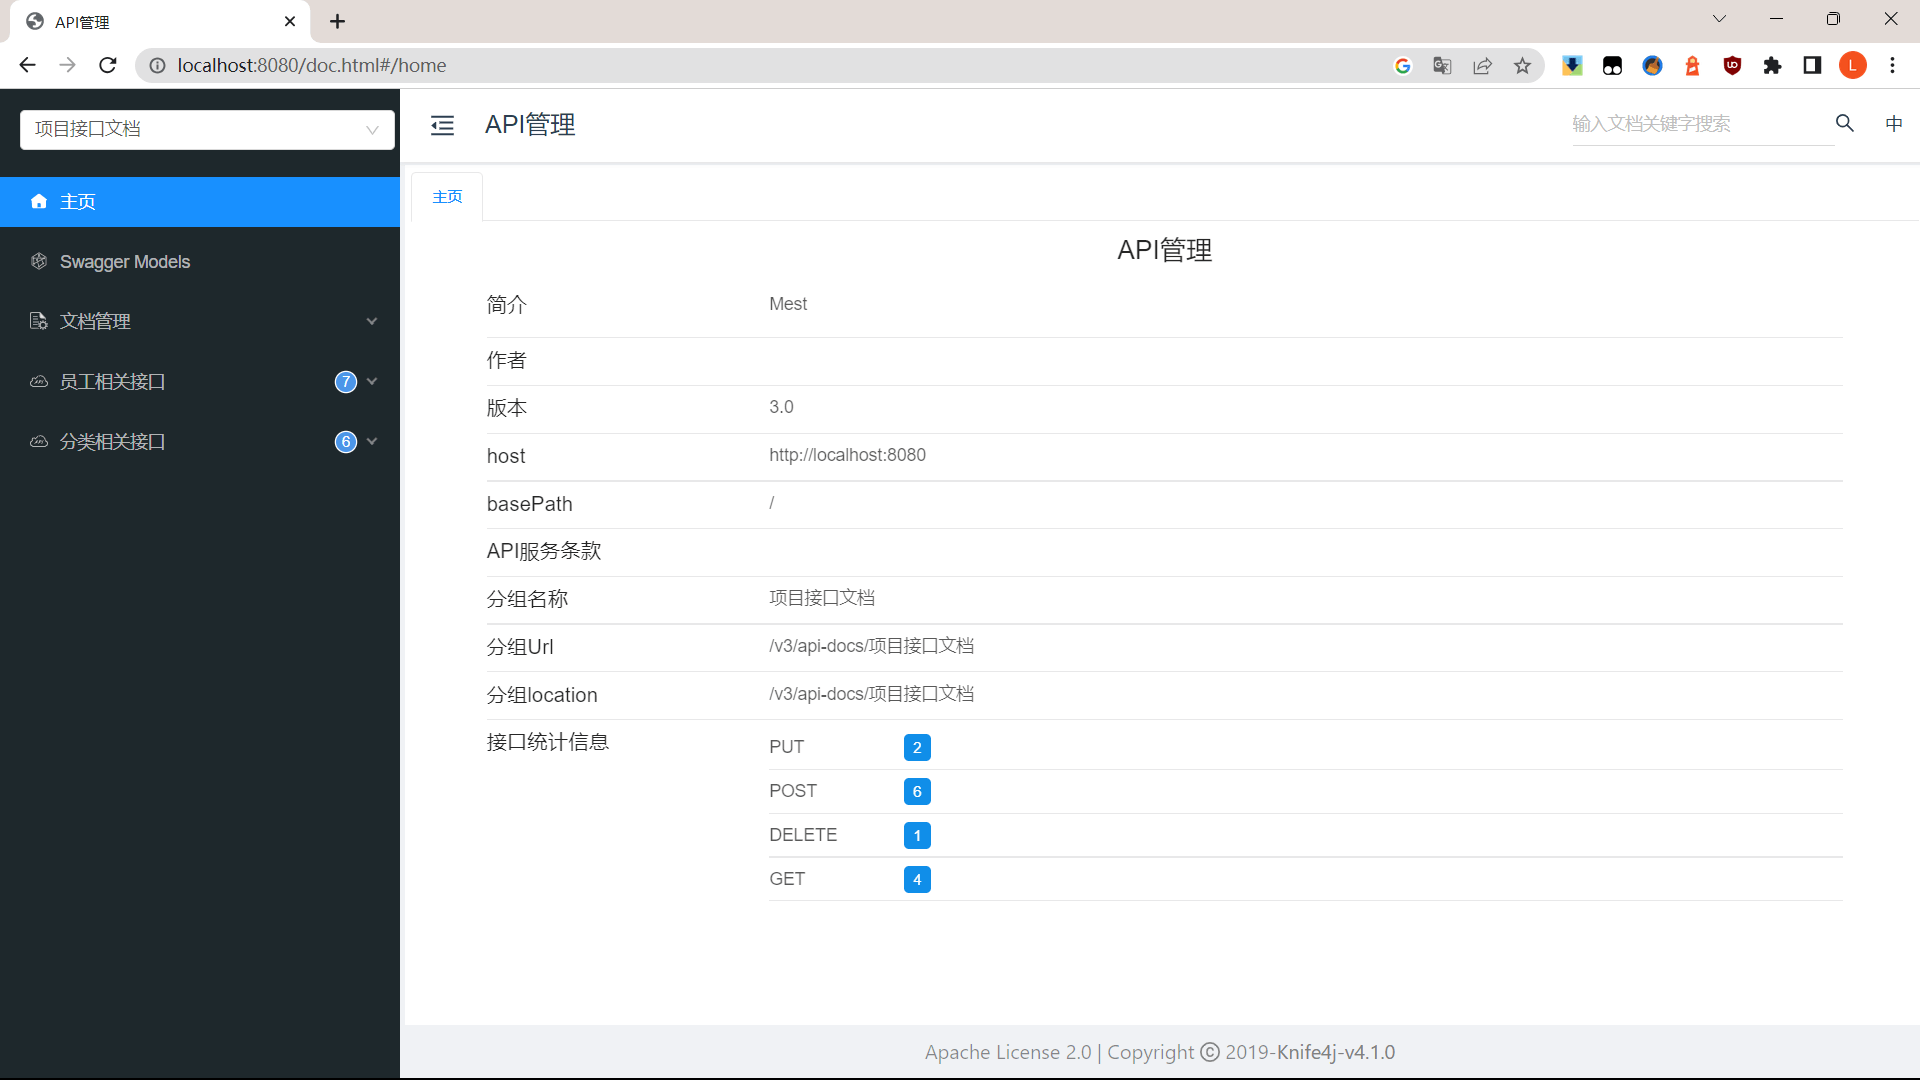 API管理
localhost:8080/doc.html#/home
L
项目接口文档
API管理
输入文档关键字搜索
中
主页
Swagger Models
文档管理
员工相关接口 7
分类相关接口 6
主页
API管理
简介 Mest
作者
版本 3.0
host http://localhost:8080
basePath /
API服务条款
分组名称 项目接口文档
分组Url /v3/api-docs/项目接口文档
分组location /v3/api-docs/项目接口文档
接口统计信息 PUT 2
POST 6
DELETE 1
GET 4
Apache License 2.0 | Copyright © 2019-Knife4j-v4.1.0